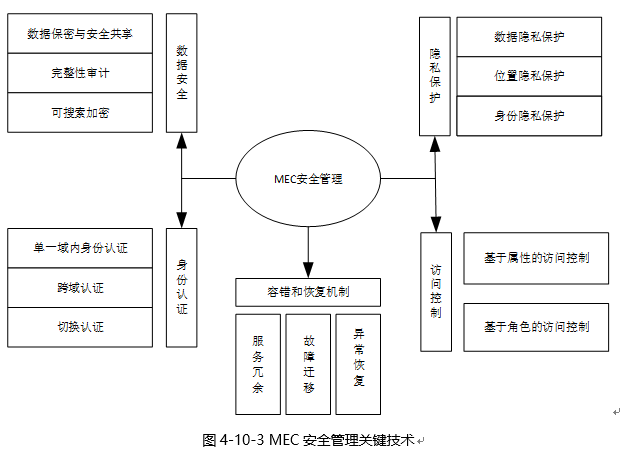 数据保密与安全共享
完整性审计
可搜索加密
数据安全
隐私保护
数据隐私保护
位置隐私保护
身份隐私保护
MEC安全管理
单一域内身份认证
跨域认证
切换认证
身份认证
容错和恢复机制
服务冗余
故障迁移
异常恢复
访问控制
基于属性的访问控制
基于角色的访问控制
图 4-10-3 MEC 安全管理关键技术